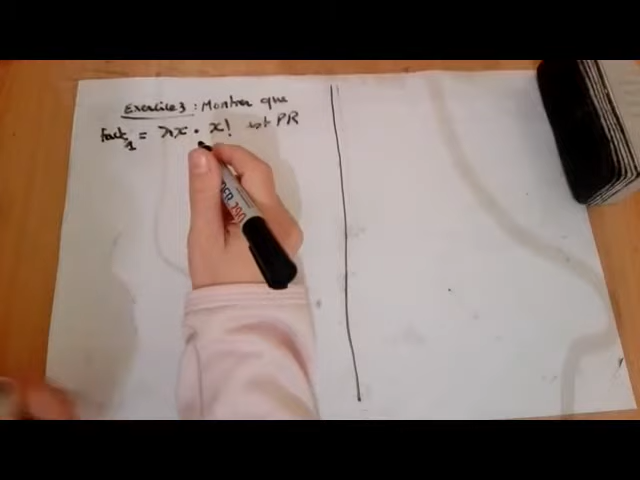 Exercice 3 : Montrer que
Fact₁ = λx • x! est PR